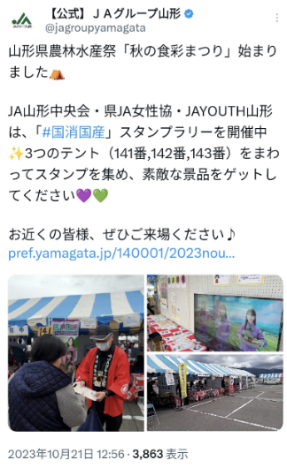 【公式】ＪＡグループ山形
@jagroupyamagata
山形県農林水産祭「秋の食彩まつり」始まり
ました⛺
JA山形中央会・県JA女性協・JAYOUTH山形
は、「#国消国産」スタンプラリーを開催中
✨3つのテント（141番,142番,143番）をまわ
ってスタンプを集め、素敵な景品をゲットし
てください💜💚
お近くの皆様、ぜひご来場ください♪
pref.yamagata.jp/140001/2023nou...
2023年10月21日 12:56 · 3,863 表示